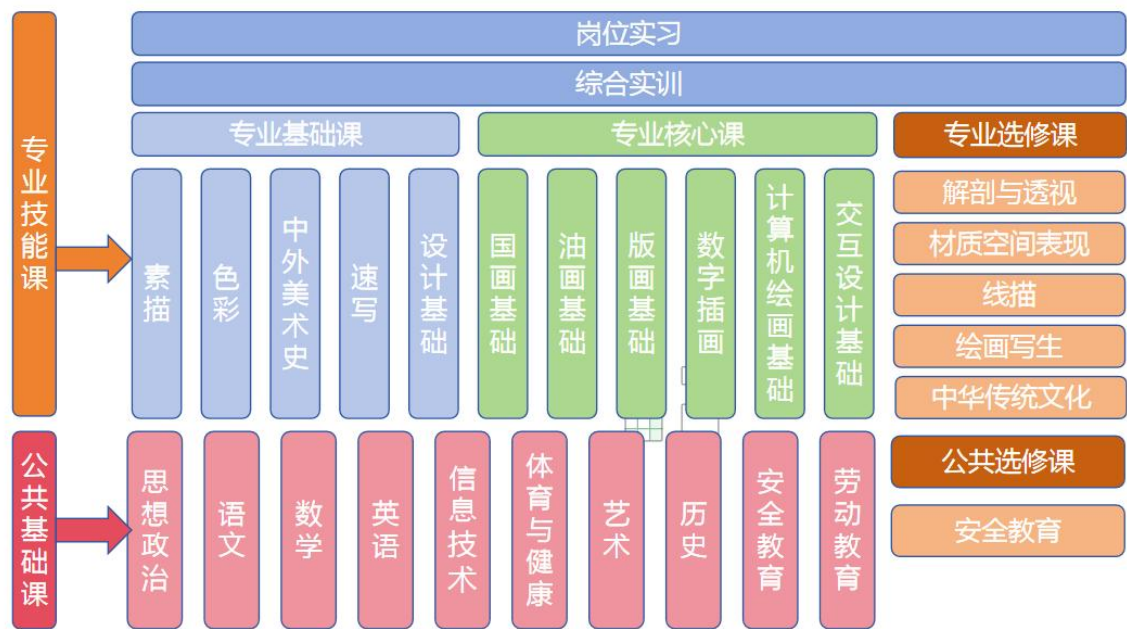 岗位实习
综合实训
专业技能课
专业基础课
专业核心课
专业选修课
素描
色彩
中外美术史
速写
设计基础
国画基础
油画基础
版画基础
数字插画
计算机绘画基础
交互设计基础
解剖与透视
材质空间表现
线描
绘画写生
中华传统文化
公共基础课
思想政治
语文
数学
英语
信息技术
体育与健康
艺术
历史
安全教育
劳动教育
公共选修课
安全教育